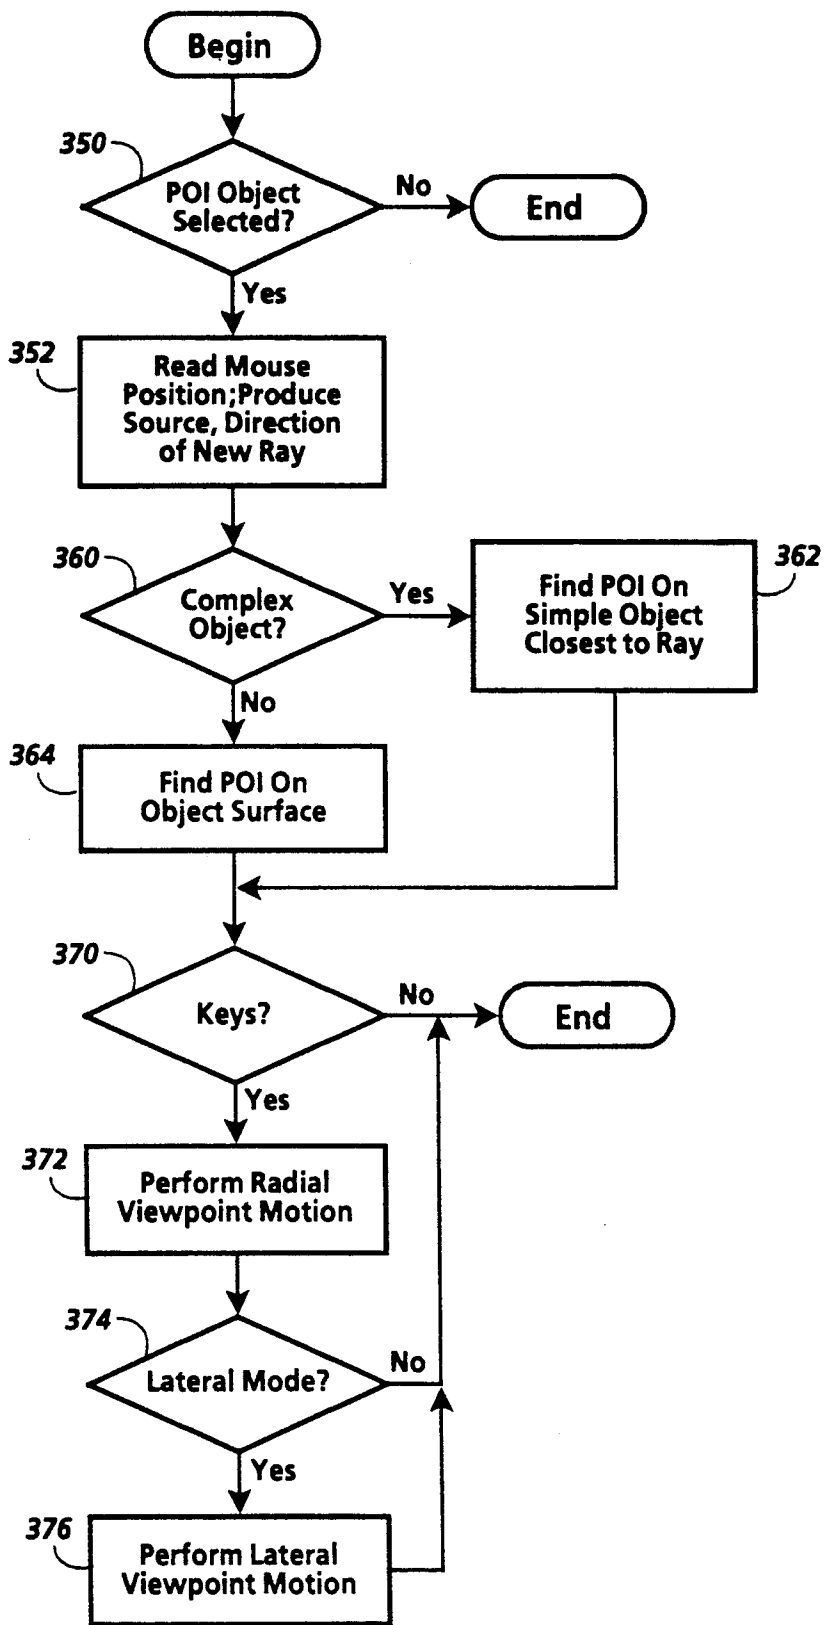 Begin
350
POI Object
Selected?
No
End
Yes
352
Read Mouse
Position;Produce
Source, Direction
of New Ray
360
Complex
Object?
Yes
362
Find POI On
Simple Object
Closest to Ray
No
364
Find POI On
Object Surface
370
Keys?
No
End
Yes
372
Perform Radial
Viewpoint Motion
374
Lateral Mode?
No
Yes
376
Perform Lateral
Viewpoint Motion